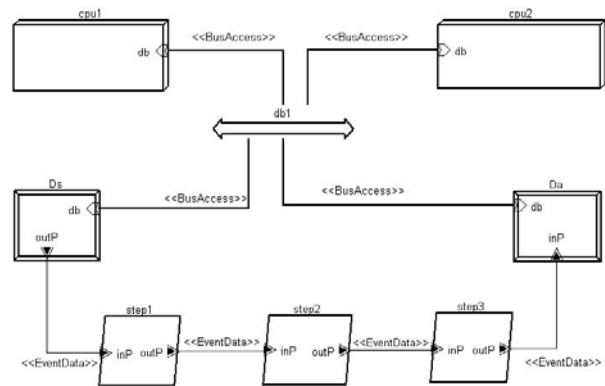 cpu1
cpu2
<<BusAccess>>
<<BusAccess>>
db
db
db1
Ds
Da
<<BusAccess>>
<<BusAccess>>
db
db
outP
inP
step1
step2
step3
<<EventData>>
<<EventData>>
<<EventData>>
<<EventData>>
inP
outP
inP
outP
inP
outP